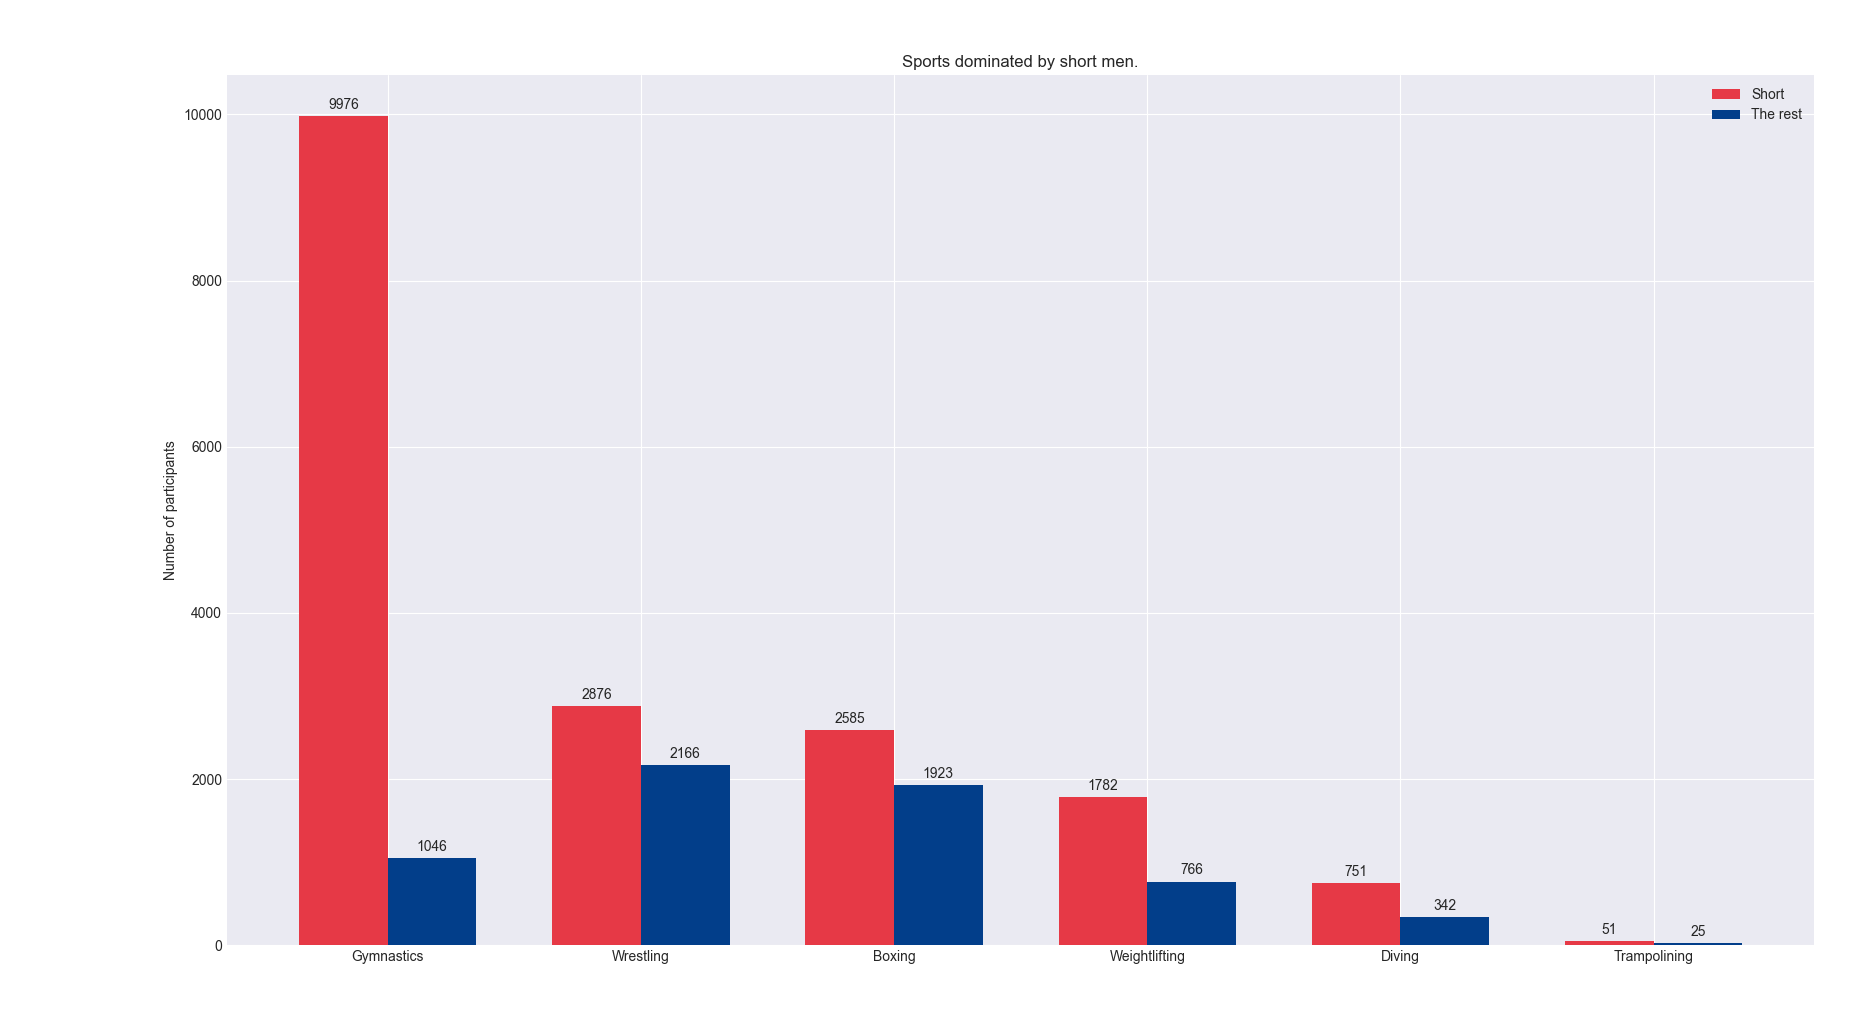 Sports dominated by short men.
Short
The rest
Number of participants
10000
8000
6000
4000
2000
0
9976
1046
2876
2166
2585
1923
1782
766
751
342
51
25
Gymnastics
Wrestling
Boxing
Weightlifting
Diving
Trampolining